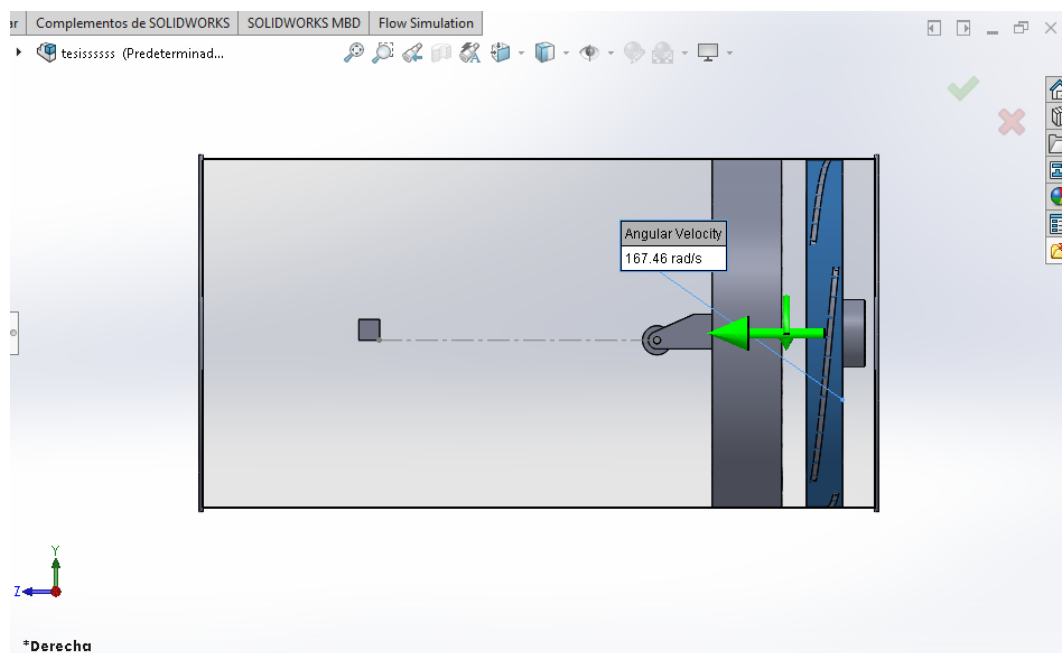 ar Complementos de SOLIDWORKS SOLIDWORKS MBD Flow Simulation
tesissssss (Predeterminad...
Angular Velocity
167.46 rad/s
Y
Z
*Derecha